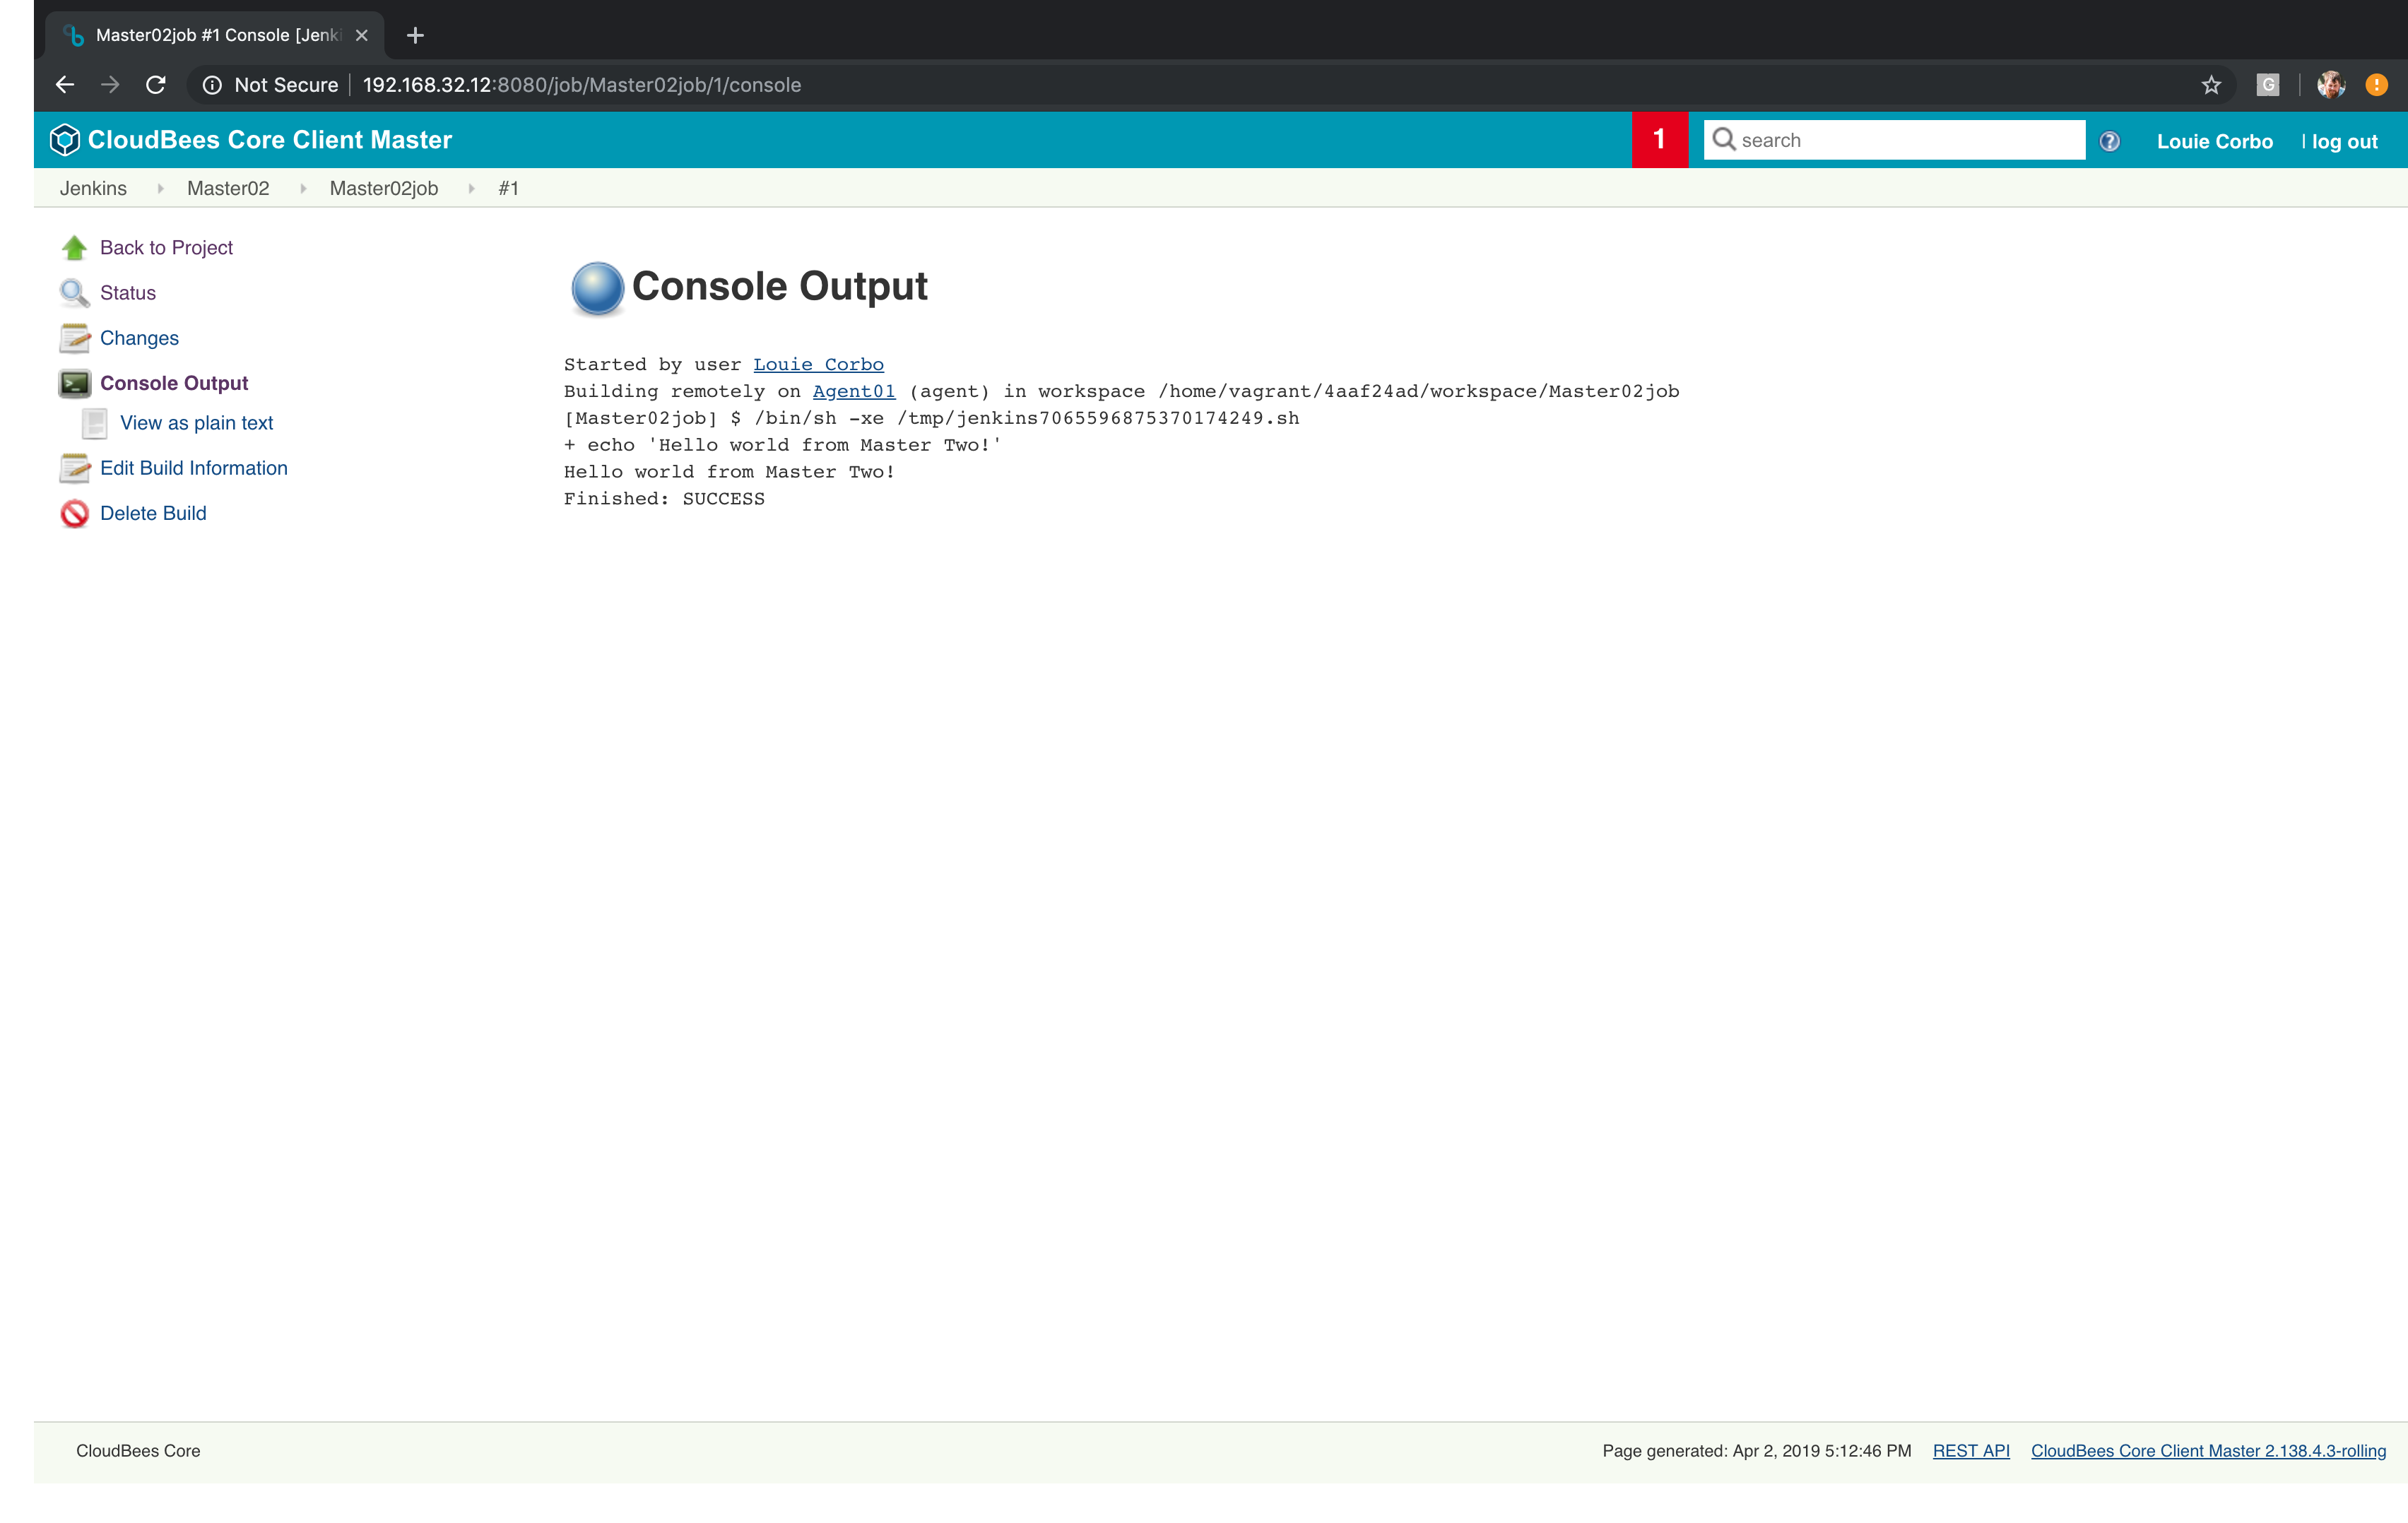 Master02job #1 Console [Jenki
Not Secure 192.168.32.12:8080/job/Master02job/1/console
G
CloudBees Core Client Master 1 search Louie Corbo | log out
Jenkins Master02 Master02job #1
Back to Project
Status
Changes
Console Output
View as plain text
Edit Build Information
Delete Build
Console Output
Started by user Louie Corbo
Building remotely on Agent01 (agent) in workspace /home/vagrant/4aaf24ad/workspace/Master02job
[Master02job] $ /bin/sh -xe /tmp/jenkins7065596875370174249.sh
+ echo 'Hello world from Master Two!'
Hello world from Master Two!
Finished: SUCCESS
CloudBees Core Page generated: Apr 2, 2019 5:12:46 PM REST API CloudBees Core Client Master 2.138.4.3-rolling